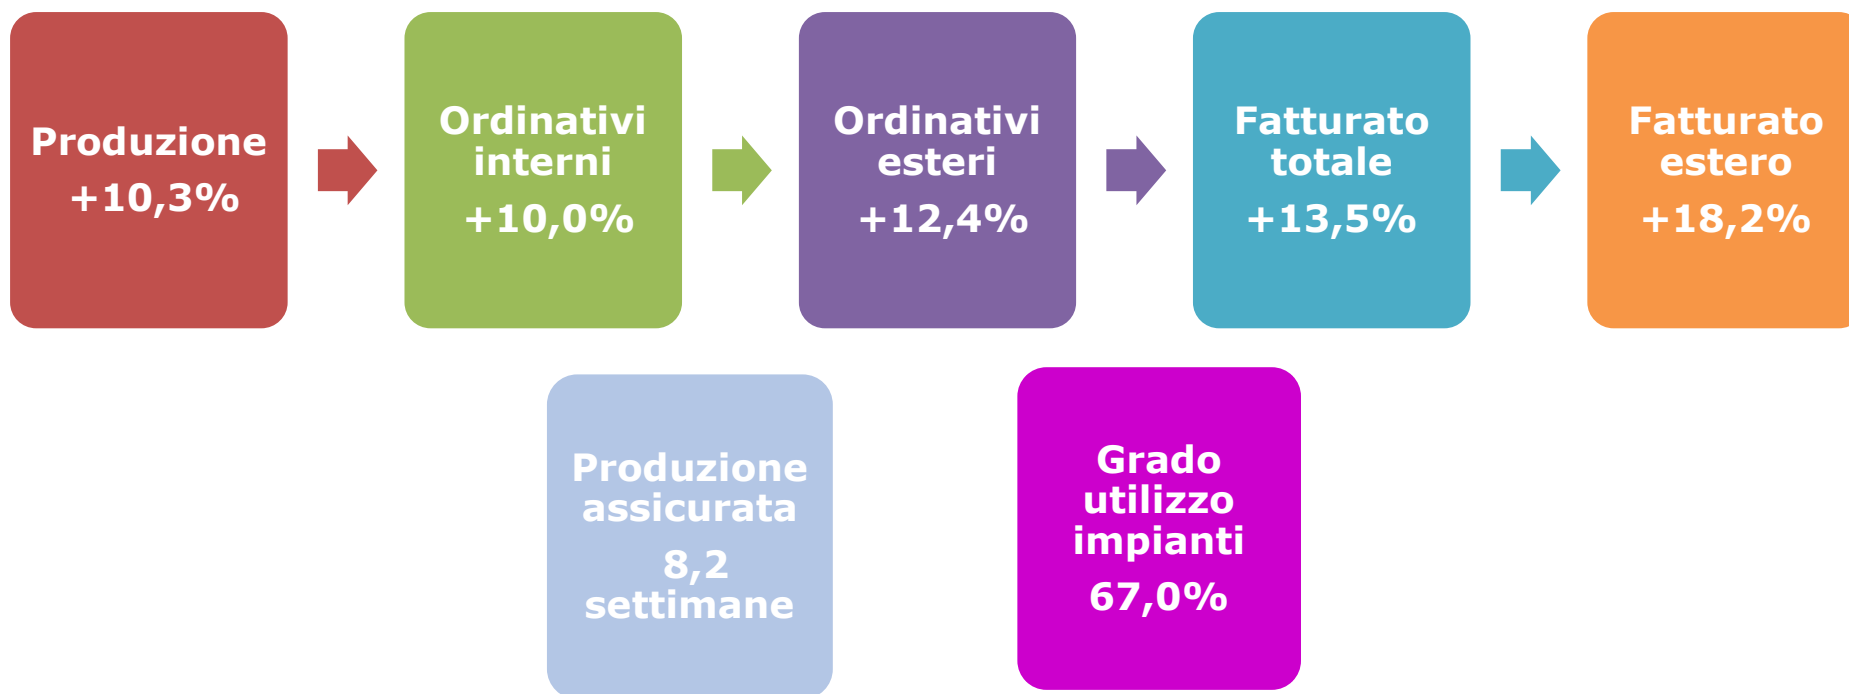 Produzione
+10,3%
Ordinativi
interni
+10,0%
Ordinativi
esteri
+12,4%
Fatturato
totale
+13,5%
Fatturato
estero
+18,2%
Produzione
assicurata
8,2
settimane
Grado
utilizzo
impianti
67,0%